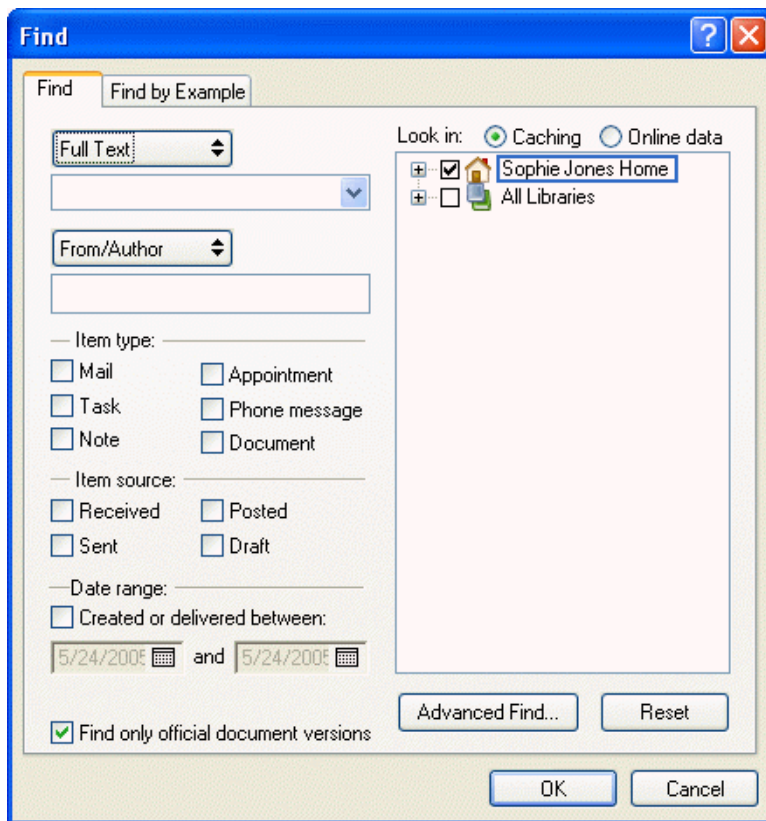 Find
Find
Find by Example
Full Text
From/Author
Item type:
Mail
Appointment
Task
Phone message
Note
Document
Item source:
Received
Posted
Sent
Draft
Date range:
Created or delivered between:
5/24/2005 and 5/24/2005
Find only official document versions
Look in: Caching Online data
Sophie Jones Home
All Libraries
Advanced Find...
Reset
OK
Cancel